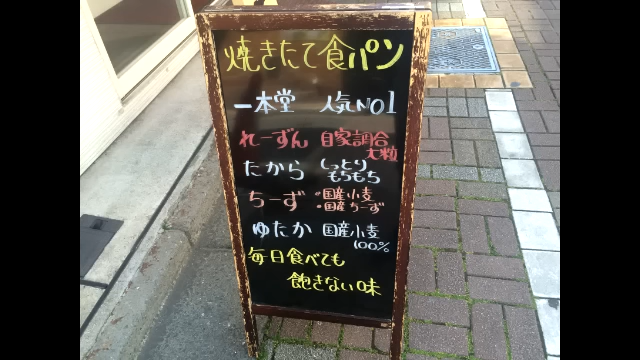 焼きたて食パン
一本堂 人気NO1
れーずん 自家調合
大粒
たから しっとり
もちもち
ちーず ・国産小麦
・国産ちーず
ゆたか 国産小麦
100%
毎日食べても
飽きない味